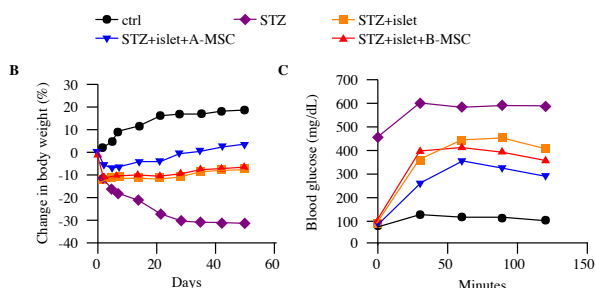 ctrl STZ STZ+islet
STZ+islet+A-MSC STZ+islet+B-MSC
B
Change in body weight (%)
30
20
10
0
-10
-20
-30
-40
0 20 40 60
Days
C
Blood glucose (mg/dL)
700
600
500
400
300
200
100
0
0 50 100 150
Minutes